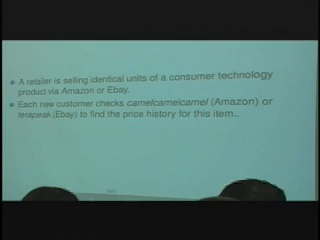 A retailer is selling identical units of a consumer technology
product via Amazon or Ebay.
Each new customer checks camelcamelcamel (Amazon) or
terapeak (Ebay) to find the price history for this item..